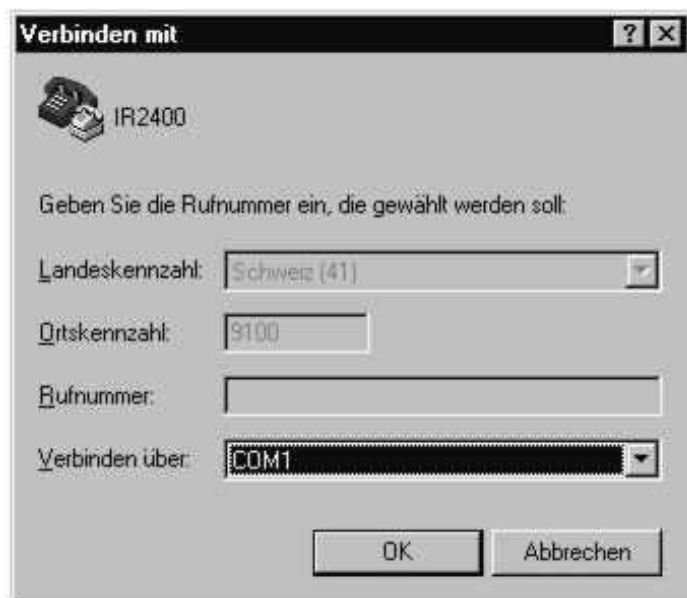 Verbinden mit
IR2400
Geben Sie die Rufnummer ein, die gewählt werden soll:
Landeskennzahl: Schweiz (41)
Ortskennzahl: 9100
Rufnummer:
Verbinden über: COM1
OK Abbrechen